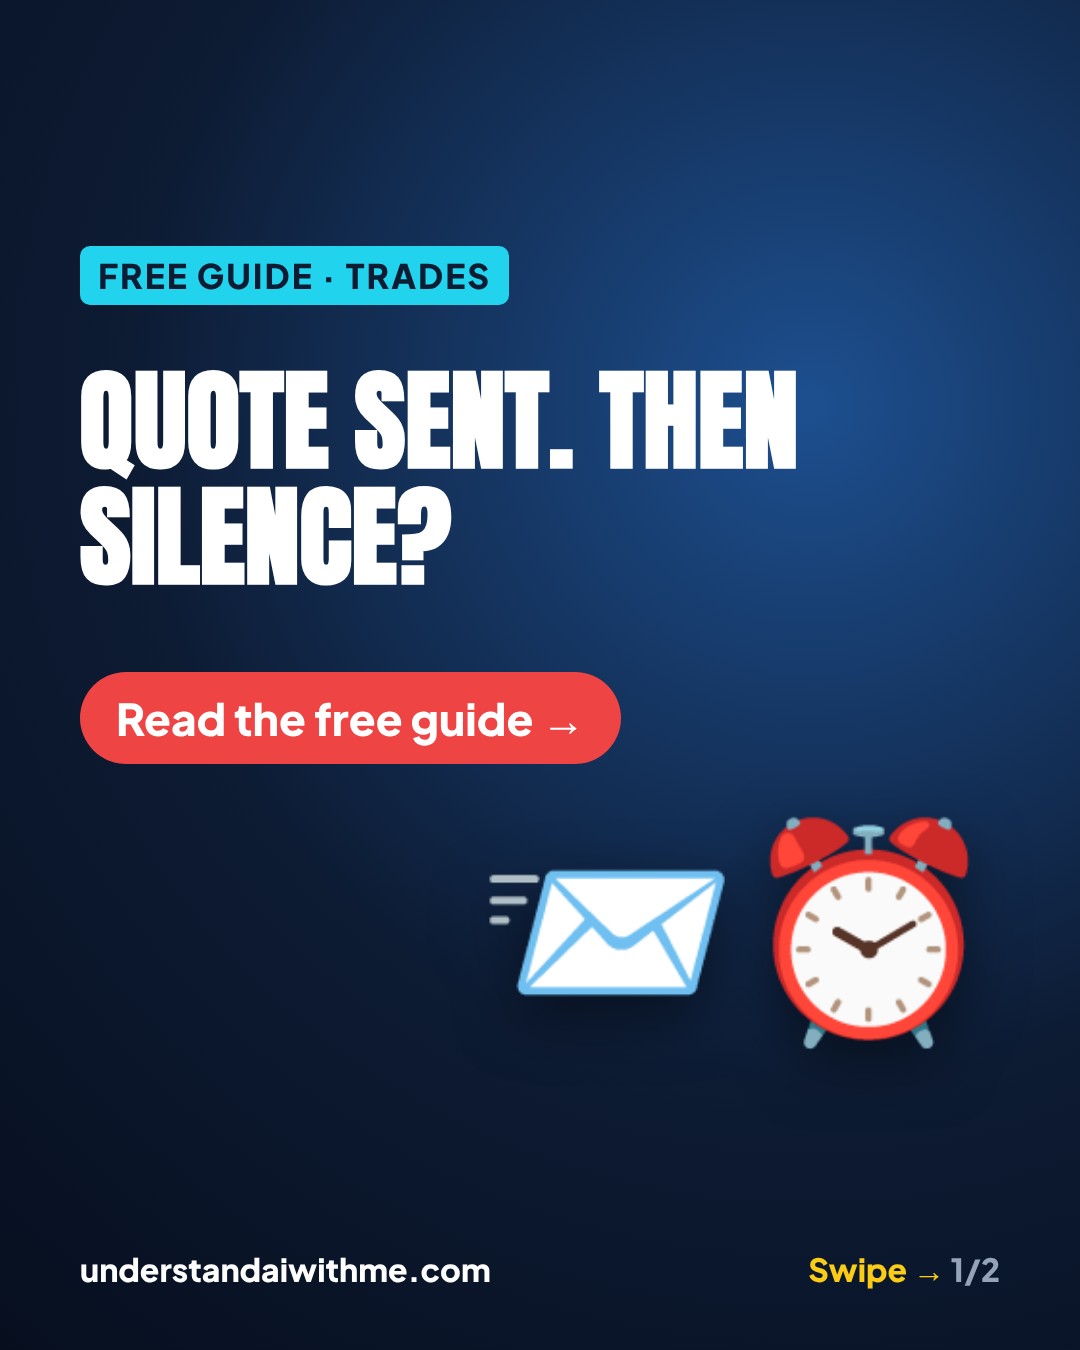 FREE GUIDE · TRADES
QUOTE SENT. THEN
SILENCE?
Read the free guide →
understandaiwithme.com
Swipe → 1/2